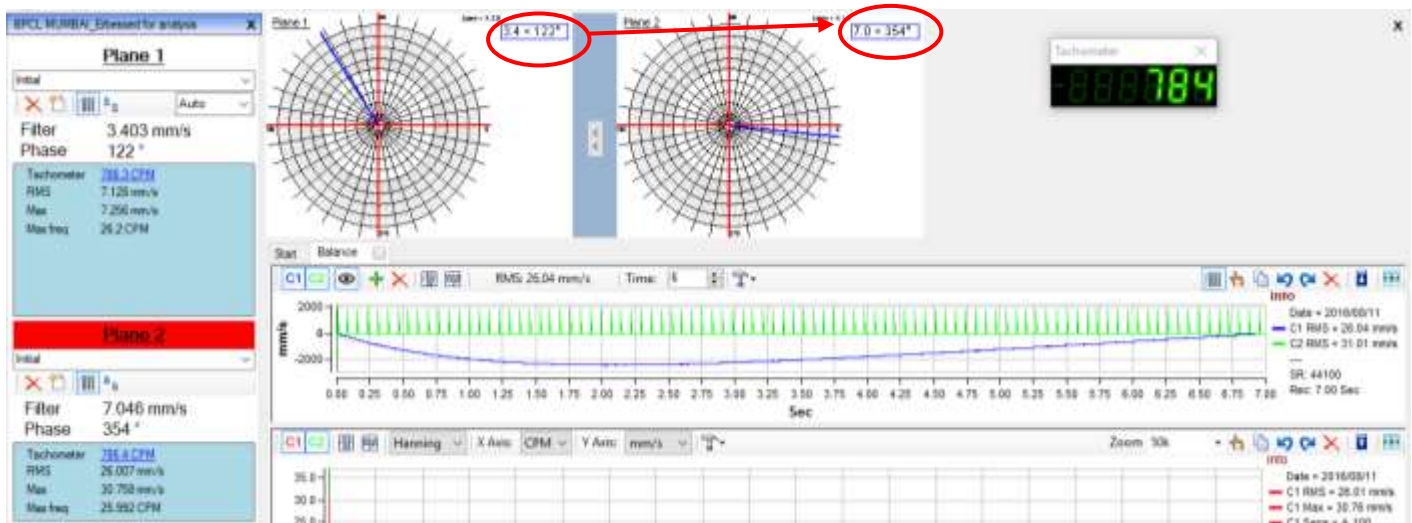 BPCL MUMBAI_Erbessd for analysis X
Plane 1
Initial
Auto
Filter 3.403 mm/s
Phase 122 °
Tachometer 786.3 CPM
RMS 7.128 mm/s
Max 7.256 mm/s
Max freq 26.2 CPM
Plane 2
Initial
Filter 7.046 mm/s
Phase 354 °
Tachometer 786.4 CPM
RMS 26.007 mm/s
Max 30.758 mm/s
Max freq 25.992 CPM
Plane 1
3.4 < 122°
Plane 2
7.0 < 354°
Tachometer
784
Start Balance
C1 C2 RMS: 26.04 mm/s Time:
2000
0
-2000
mm/s
0.00 0.25 0.50 0.75 1.00 1.25 1.50 1.75 2.00 2.25 2.50 2.75 3.00 3.25 3.50 3.75 4.00 4.25 4.50 4.75 5.00 5.25 5.50 5.75 6.00 6.25 6.50 6.75 7.00
Sec
Info
Date = 2016/08/11
C1 RMS = 26.04 mm/s
C2 RMS = 31.01 mm/s
---
SR: 44100
Rec: 7.00 Sec
C1 C2 Hanning X Axis: CPM Y Axis: mm/s Zoom 50k
35.0
30.0
25.0
Info
Date = 2016/08/11
C1 RMS = 26.01 mm/s
C1 Max = 30.76 mm/s